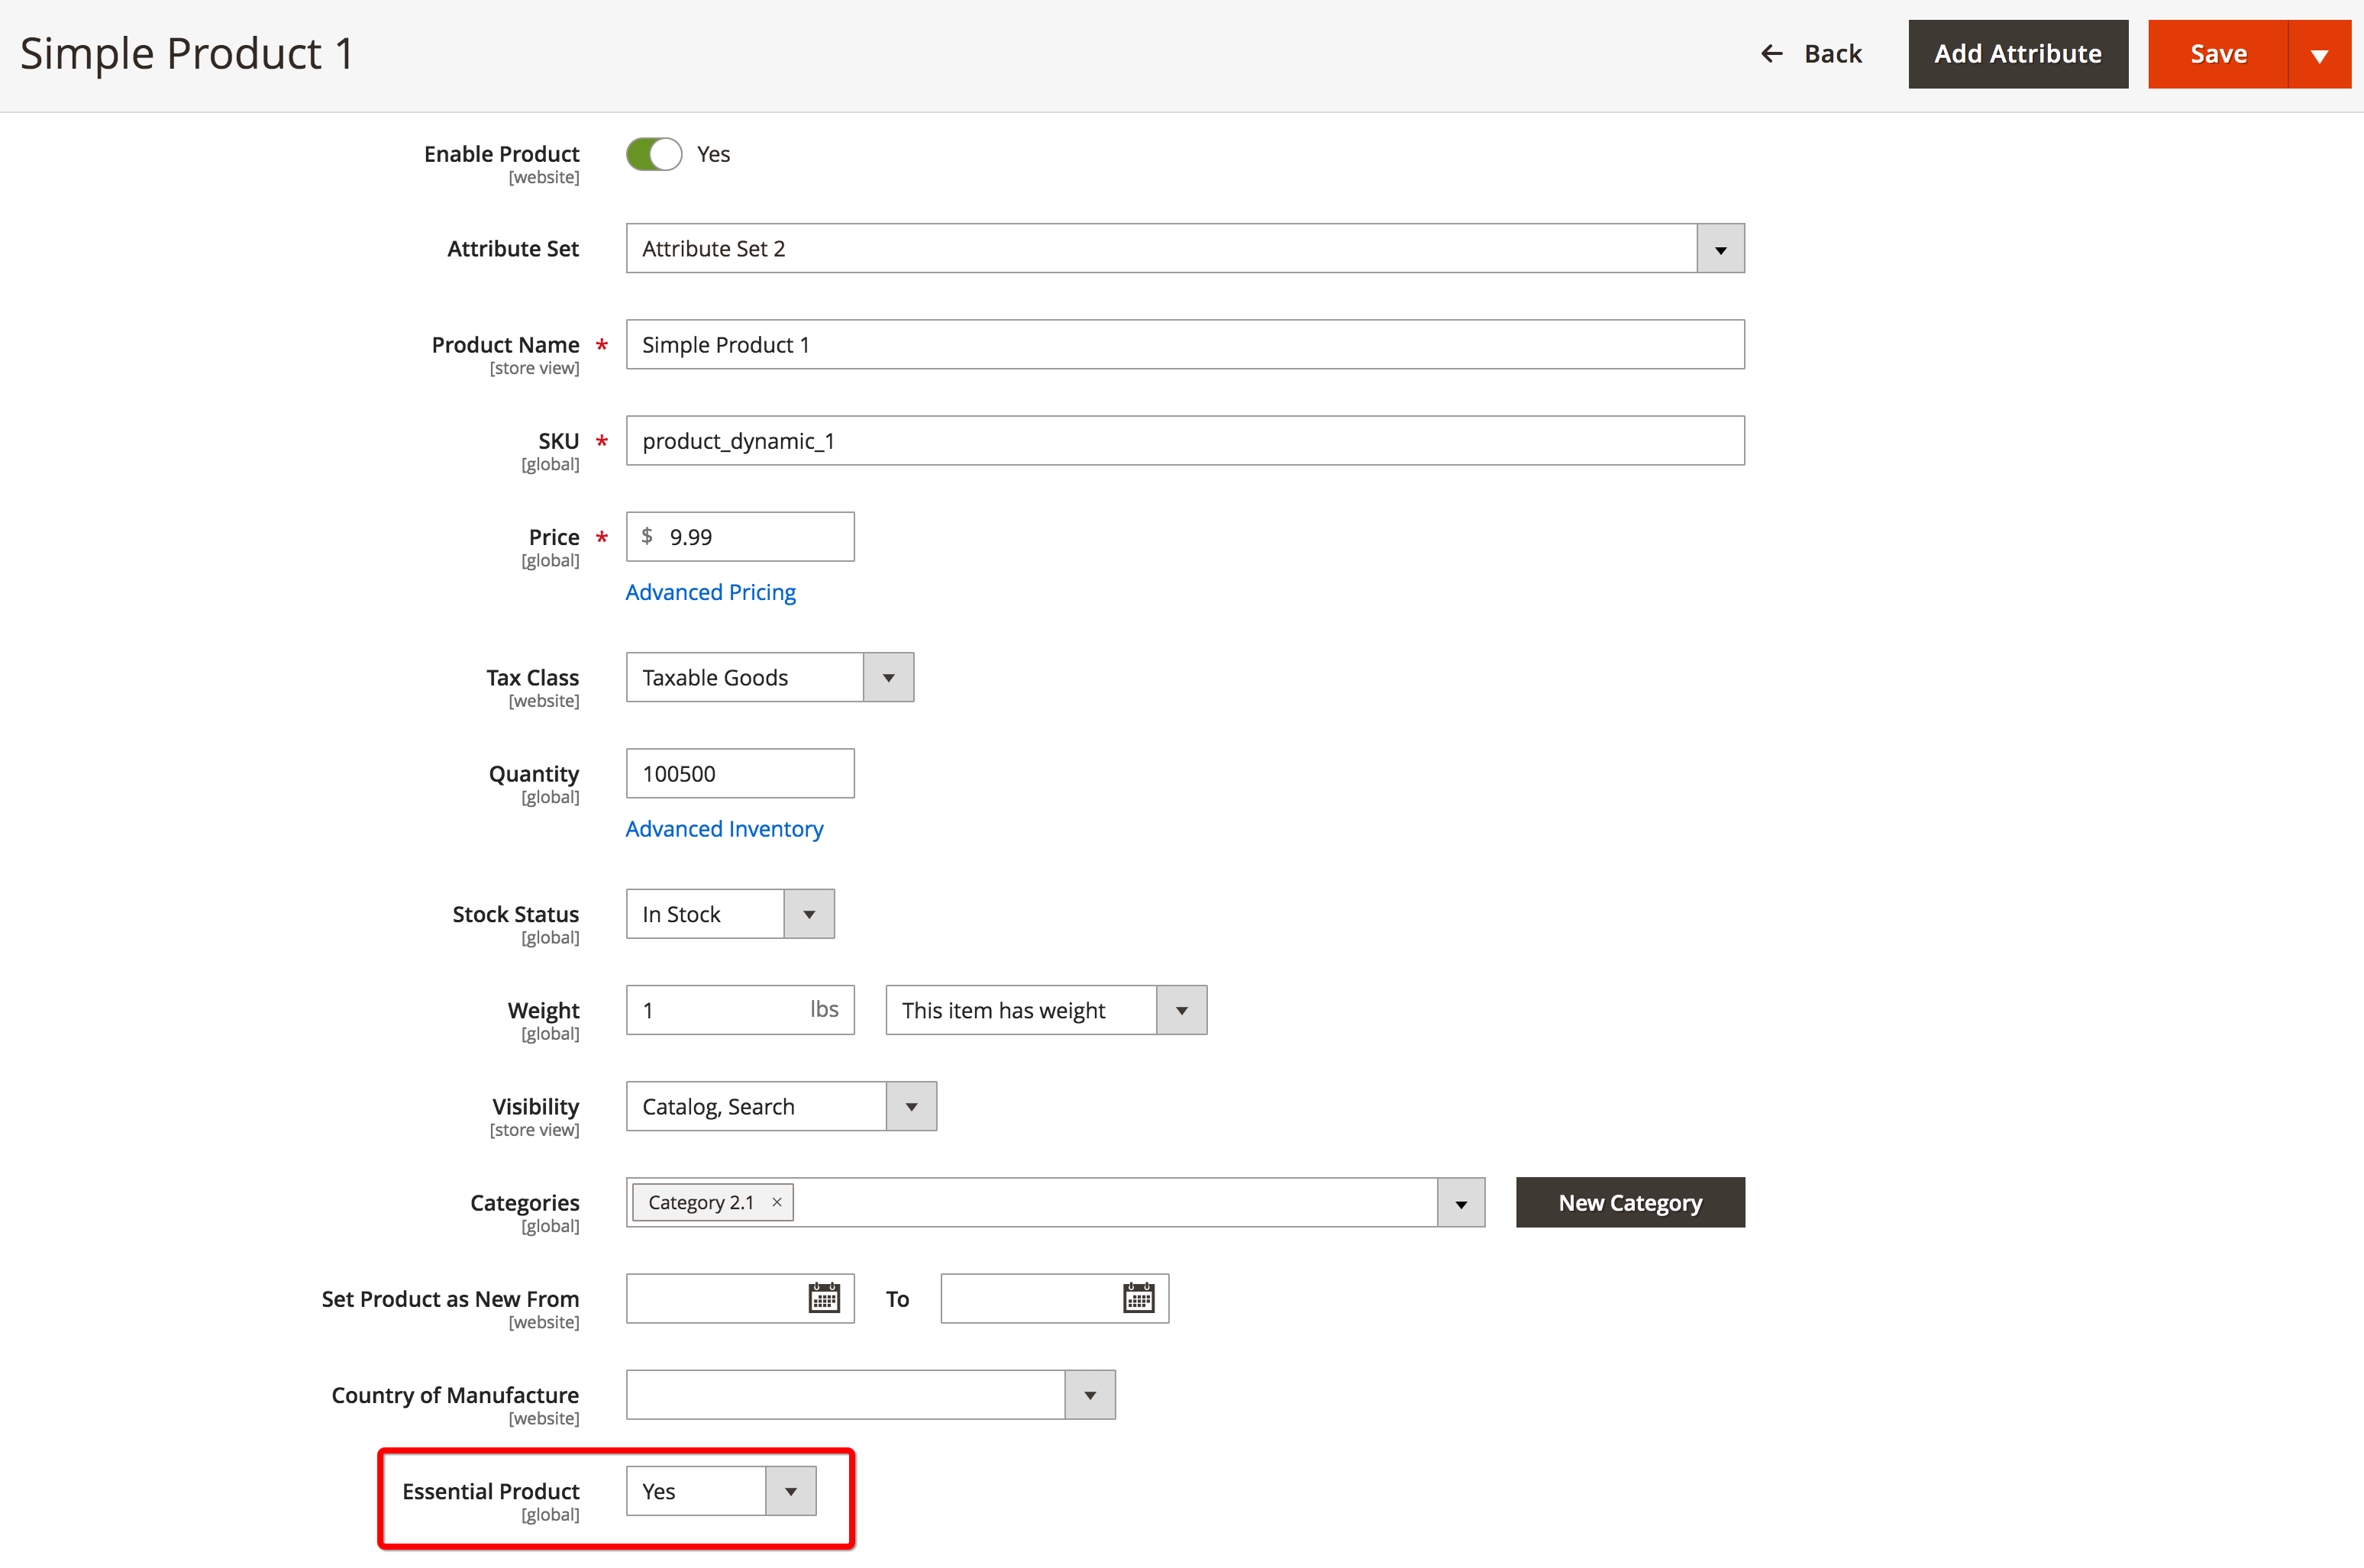 Simple Product 1
Back
Add Attribute
Save
Enable Product
[website]
Yes
Attribute Set
Attribute Set 2
Product Name *
[store view]
Simple Product 1
SKU *
[global]
product_dynamic_1
Price *
[global]
$ 9.99
Advanced Pricing
Tax Class
[website]
Taxable Goods
Quantity
[global]
100500
Advanced Inventory
Stock Status
[global]
In Stock
Weight
[global]
1 lbs
This item has weight
Visibility
[store view]
Catalog, Search
Categories
[global]
Category 2.1 ×
New Category
Set Product as New From
[website]
To
Country of Manufacture
[website]
Essential Product
[global]
Yes